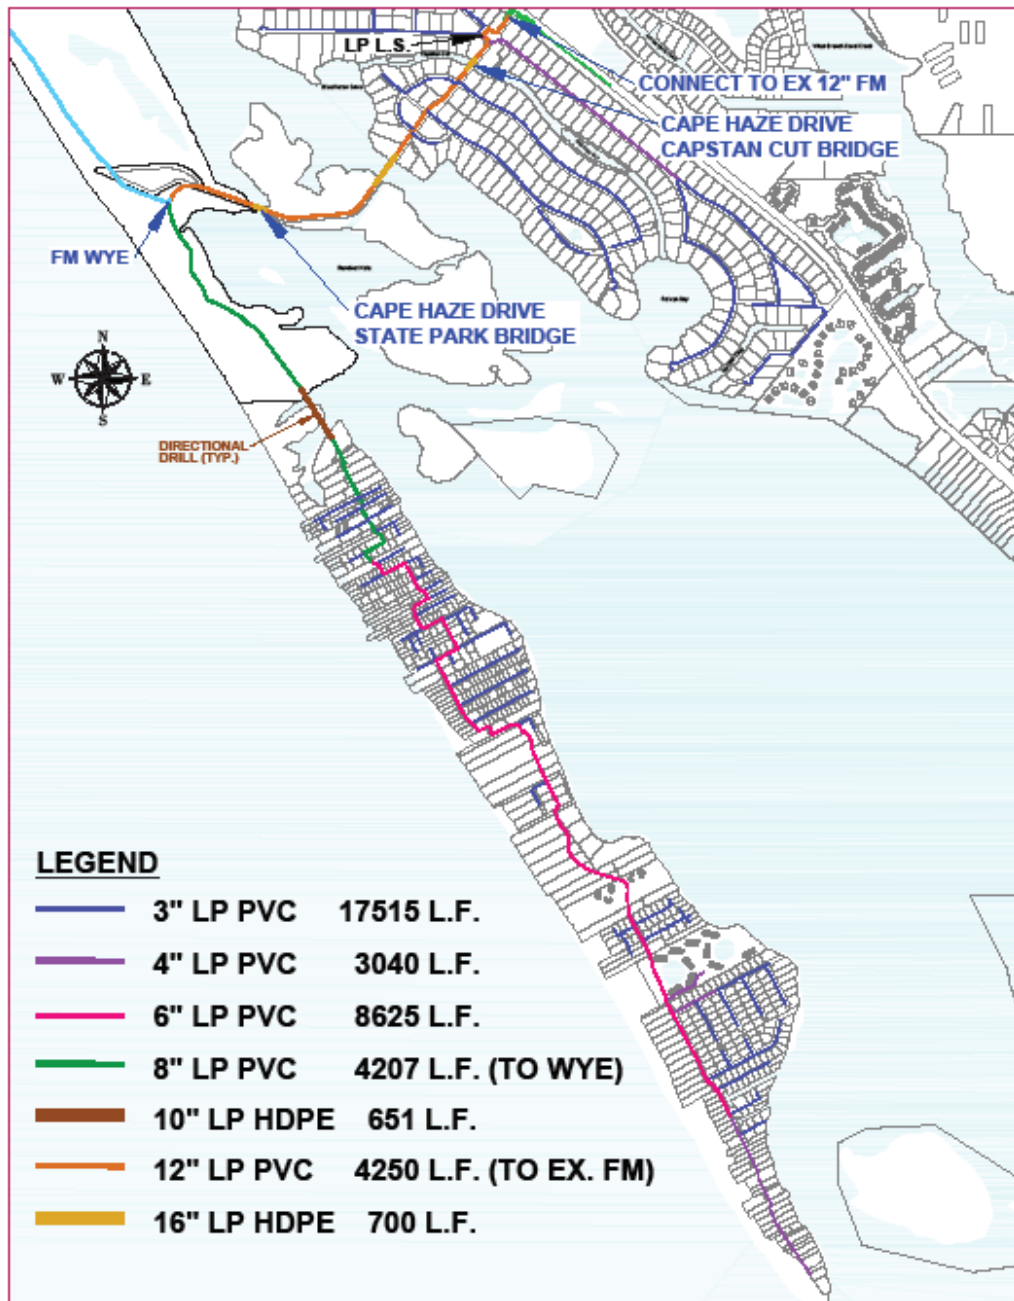 LP L.S.
CONNECT TO EX 12" FM
CAPE HAZE DRIVE
CAPSTAN CUT BRIDGE
FM WYE
CAPE HAZE DRIVE
STATE PARK BRIDGE
N
W E
S
DIRECTIONAL
DRILL (TYP.)
LEGEND
3" LP PVC 17515 L.F.
4" LP PVC 3040 L.F.
6" LP PVC 8625 L.F.
8" LP PVC 4207 L.F. (TO WYE)
10" LP HDPE 651 L.F.
12" LP PVC 4250 L.F. (TO EX. FM)
16" LP HDPE 700 L.F.